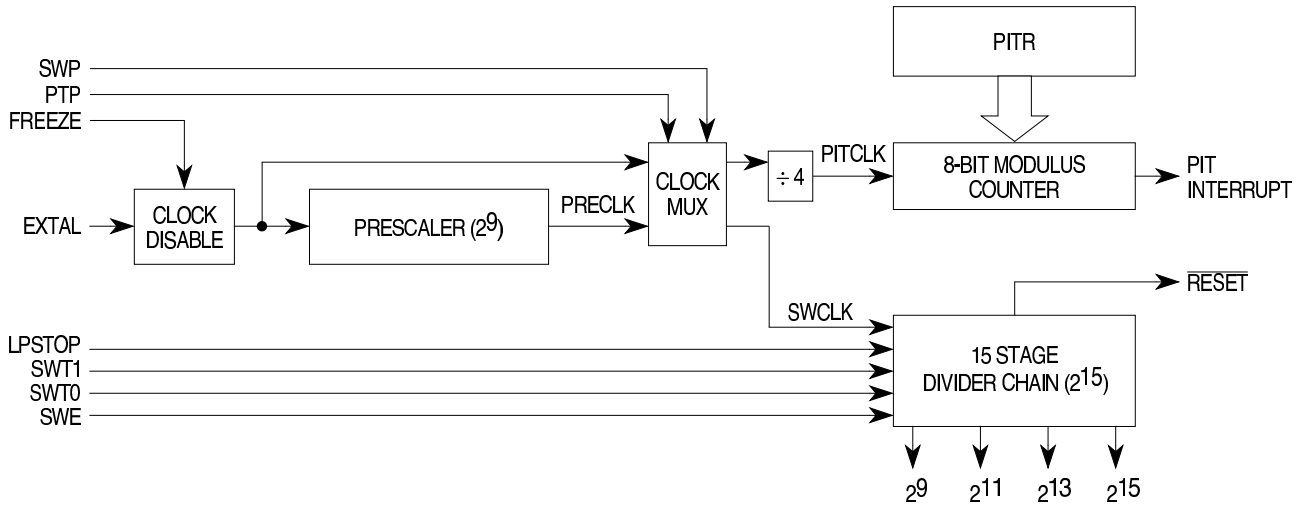 PITR
SWP
PTP
FREEZE
CLOCK
MUX
÷ 4
PITCLK
8-BIT MODULUS
COUNTER
PIT
INTERRUPT
EXTAL
CLOCK
DISABLE
PRESCALER (2⁹)
PRECLK
RESET
SWCLK
LPSTOP
SWT1
SWT0
SWE
15 STAGE
DIVIDER CHAIN (2¹⁵)
2⁹ 2¹¹ 2¹³ 2¹⁵